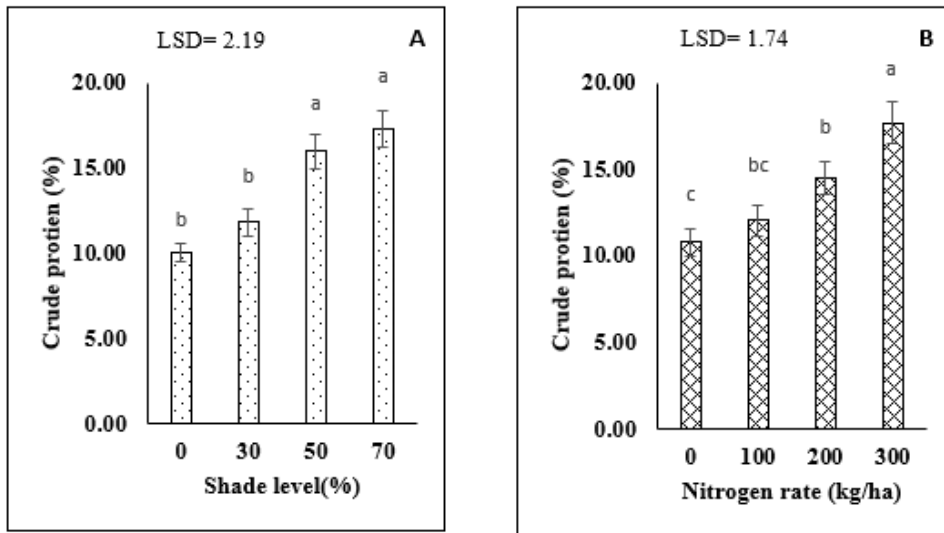 LSD= 2.19
A
Crude protien (%)
20.00
15.00
10.00
5.00
0.00
b
b
a
a
0 30 50 70
Shade level(%)
LSD= 1.74
B
Crude protien (%)
20.00
15.00
10.00
5.00
0.00
c
bc
b
a
0 100 200 300
Nitrogen rate (kg/ha)